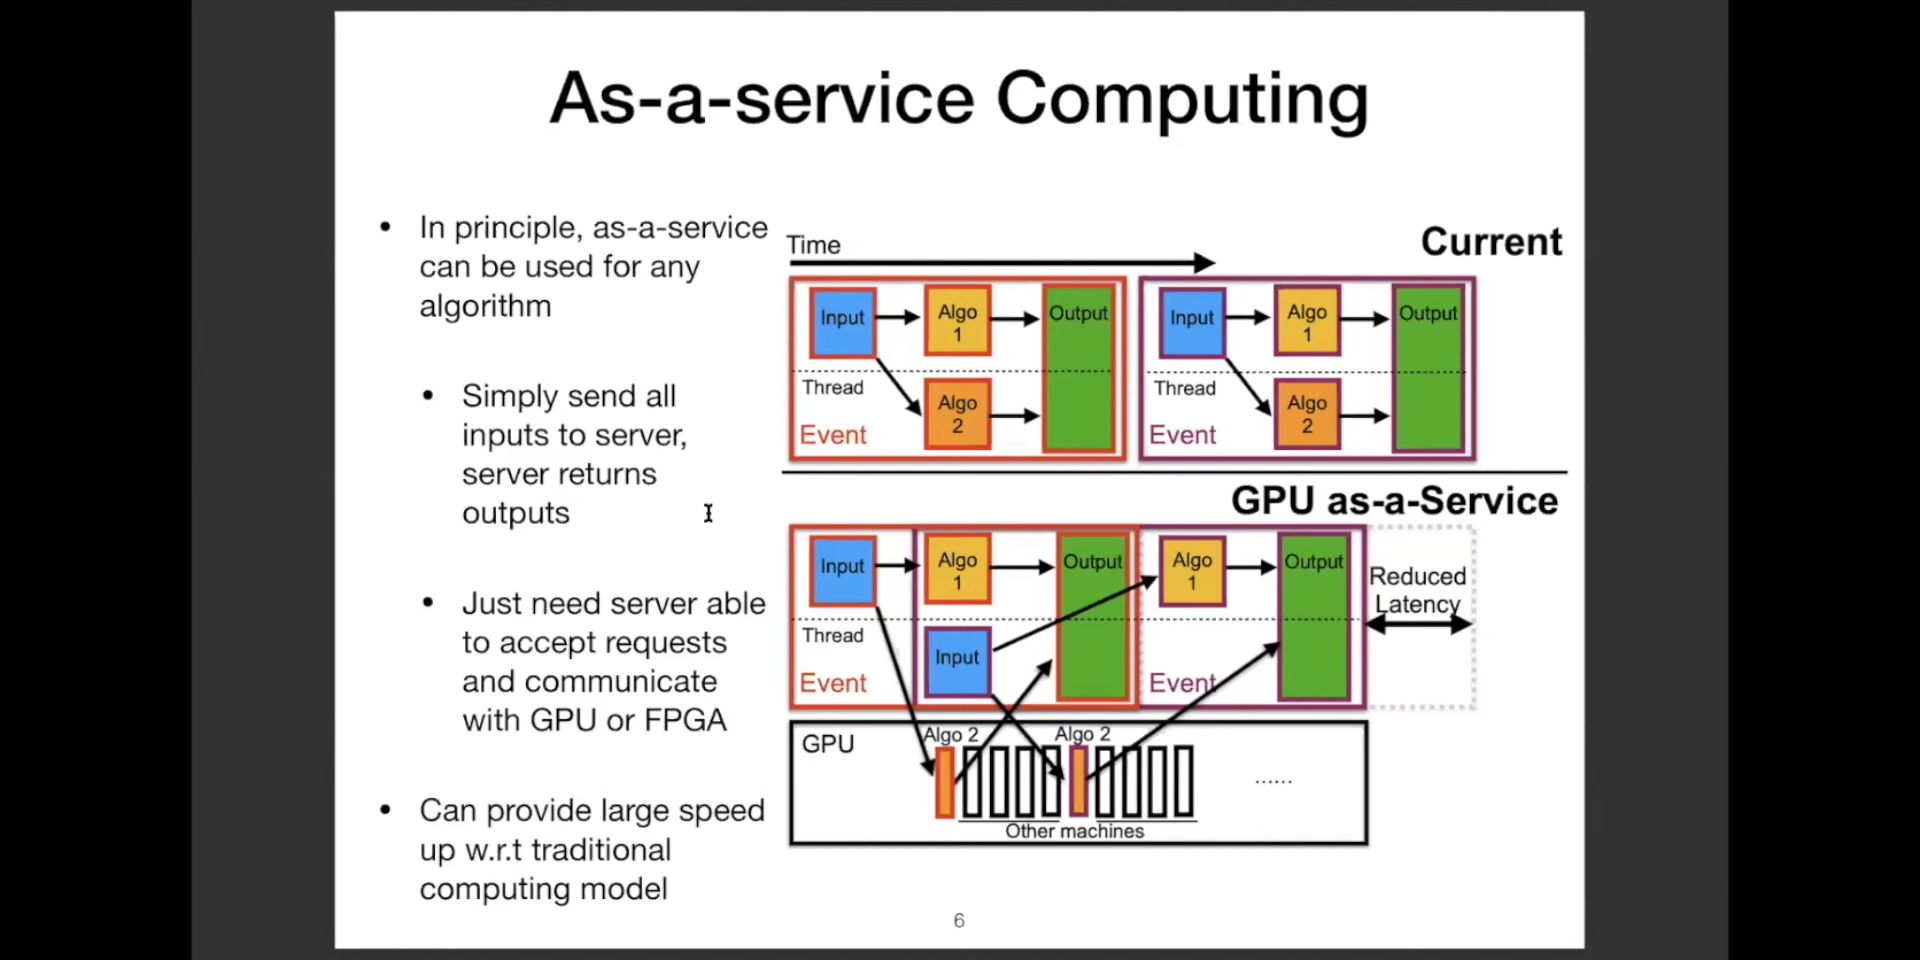 As-a-service Computing
• In principle, as-a-service
can be used for any
algorithm
• Simply send all
inputs to server,
server returns
outputs
• Just need server able
to accept requests
and communicate
with GPU or FPGA
• Can provide large speed
up w.r.t traditional
computing model
Time
Current
Input
Algo
1
Output
Thread
Algo
2
Event
Input
Algo
1
Output
Thread
Algo
2
Event
GPU as-a-Service
Input
Algo
1
Output
Algo
1
Output
Reduced
Latency
Thread
Input
Event
Event
GPU
Algo 2
Algo 2
......
Other machines
6